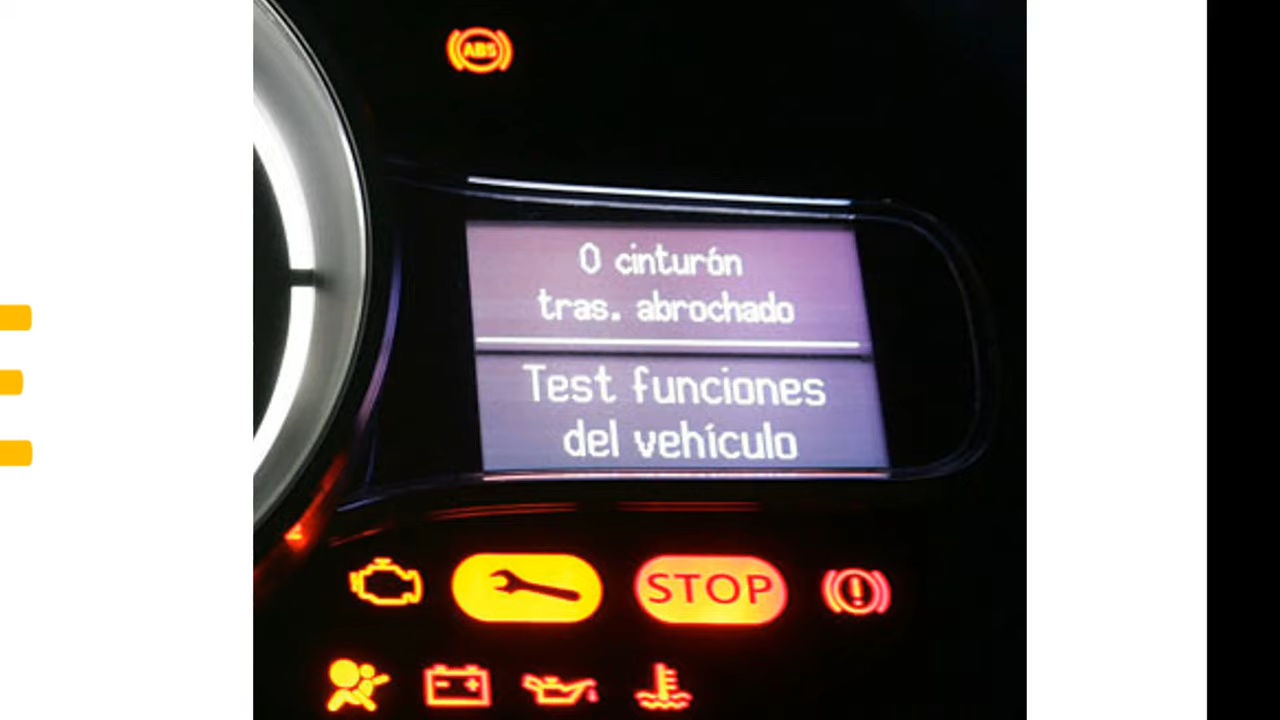 ABS
0 cinturón
tras. abrochado
Test funciones
del vehículo
STOP